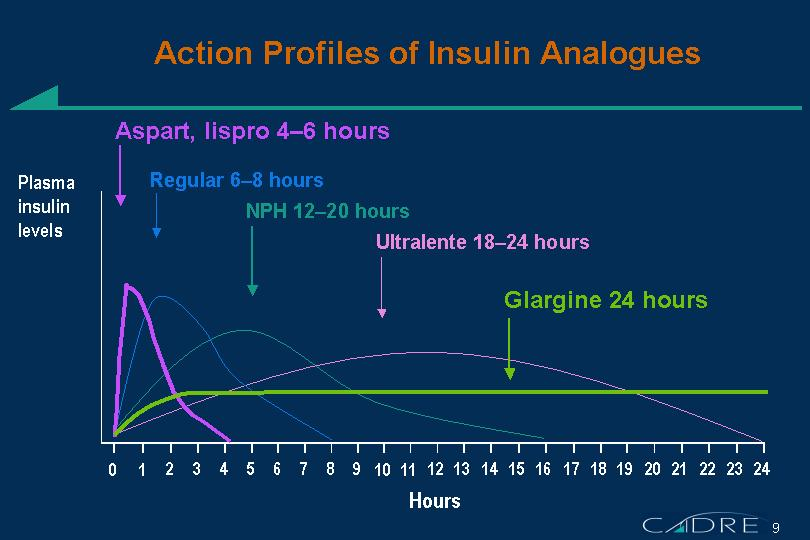 Action Profiles of Insulin Analogues
Aspart, lispro 4–6 hours
Regular 6–8 hours
NPH 12–20 hours
Ultralente 18–24 hours
Glargine 24 hours
Plasma
insulin
levels
0 1 2 3 4 5 6 7 8 9 10 11 12 13 14 15 16 17 18 19 20 21 22 23 24
Hours
CADRE
9